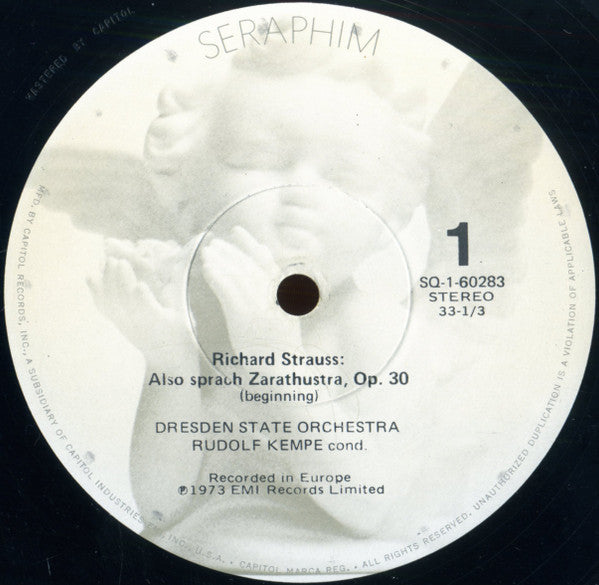 MASTERED BY CAPITOL
SERAPHIM
1
SQ-1-60283
STEREO
33-1/3
Richard Strauss:
Also sprach Zarathustra, Op. 30
(beginning)
DRESDEN STATE ORCHESTRA
RUDOLF KEMPE cond.
Recorded in Europe
℗1973 EMI Records Limited
MFD. BY CAPITOL RECORDS, INC., A SUBSIDIARY OF CAPITOL INDUSTRIES INC., U.S.A. • CAPITOL MARCA REG. • ALL RIGHTS RESERVED. UNAUTHORIZED DUPLICATION IS A VIOLATION OF APPLICABLE LAWS